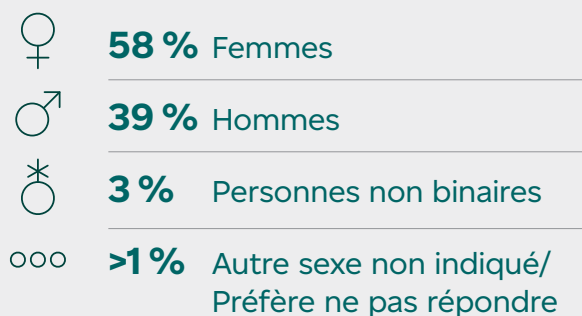 58 % Femmes
39 % Hommes
3 % Personnes non binaires
>1 % Autre sexe non indiqué/
Préfère ne pas répondre